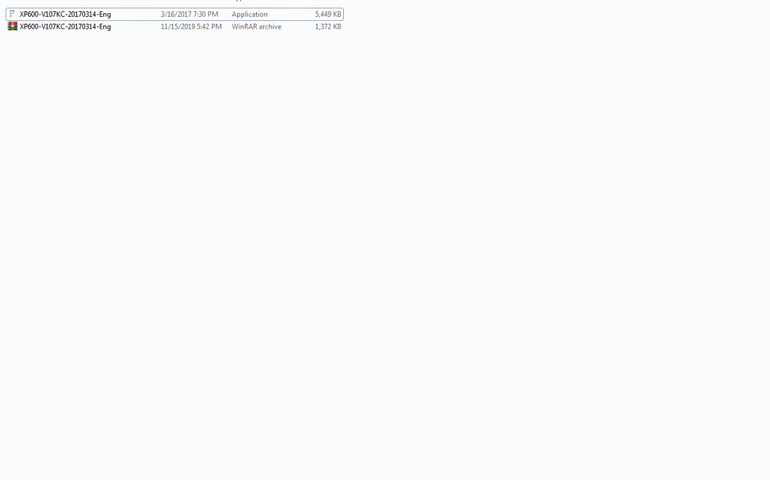 XP600-V107KC-20170314-Eng 3/16/2017 7:30 PM Application 5,449 KB
XP600-V107KC-20170314-Eng 11/15/2019 5:42 PM WinRAR archive 1,372 KB